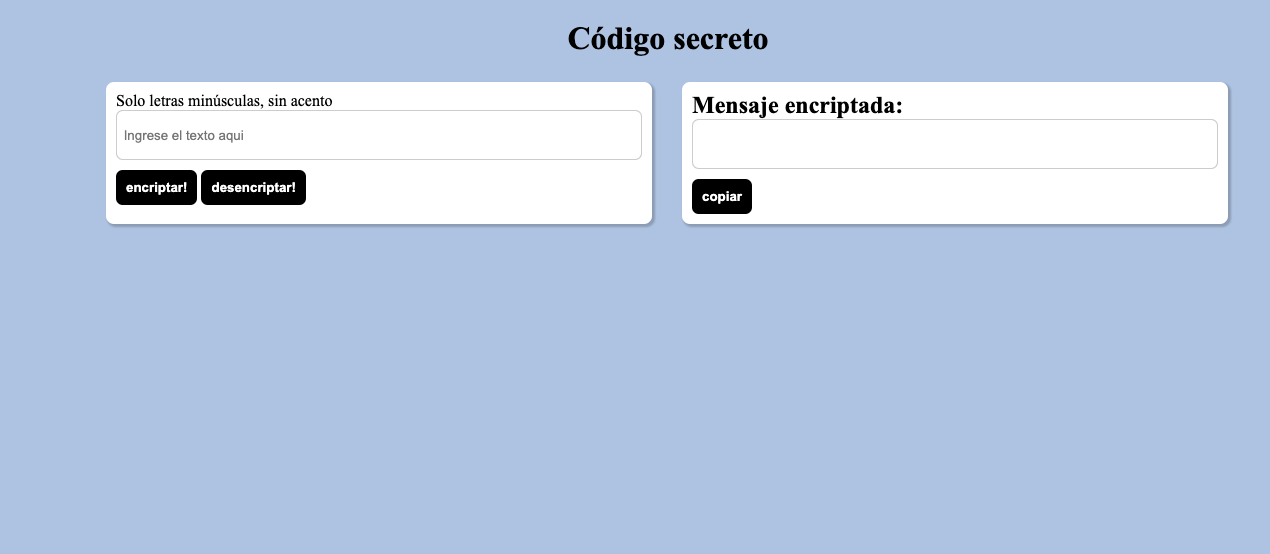 Código secreto
Solo letras minúsculas, sin acento
Ingrese el texto aqui
encriptar! desencriptar!
Mensaje encriptada:
copiar